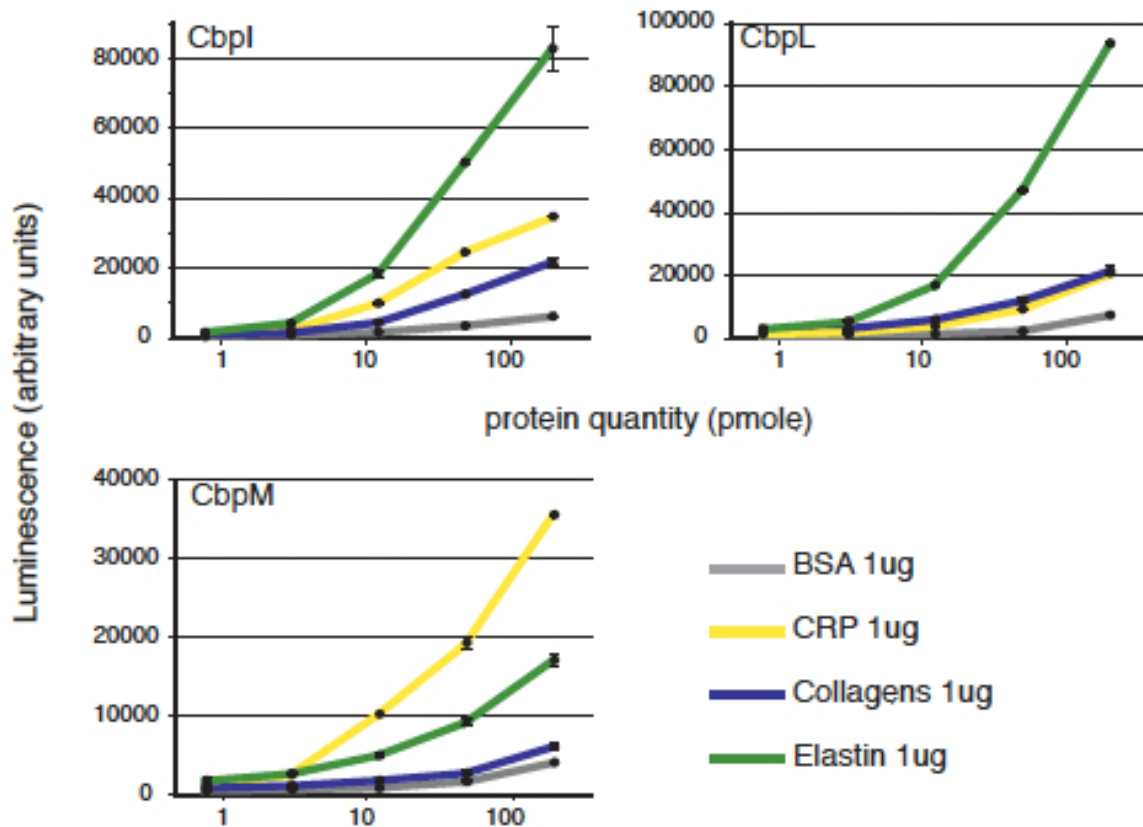 CbpI
80000
60000
40000
20000
0
1 10 100
CbpL
100000
80000
60000
40000
20000
0
1 10 100
Luminescence (arbitrary units)
protein quantity (pmole)
CbpM
40000
30000
20000
10000
0
1 10 100
BSA 1ug
CRP 1ug
Collagens 1ug
Elastin 1ug